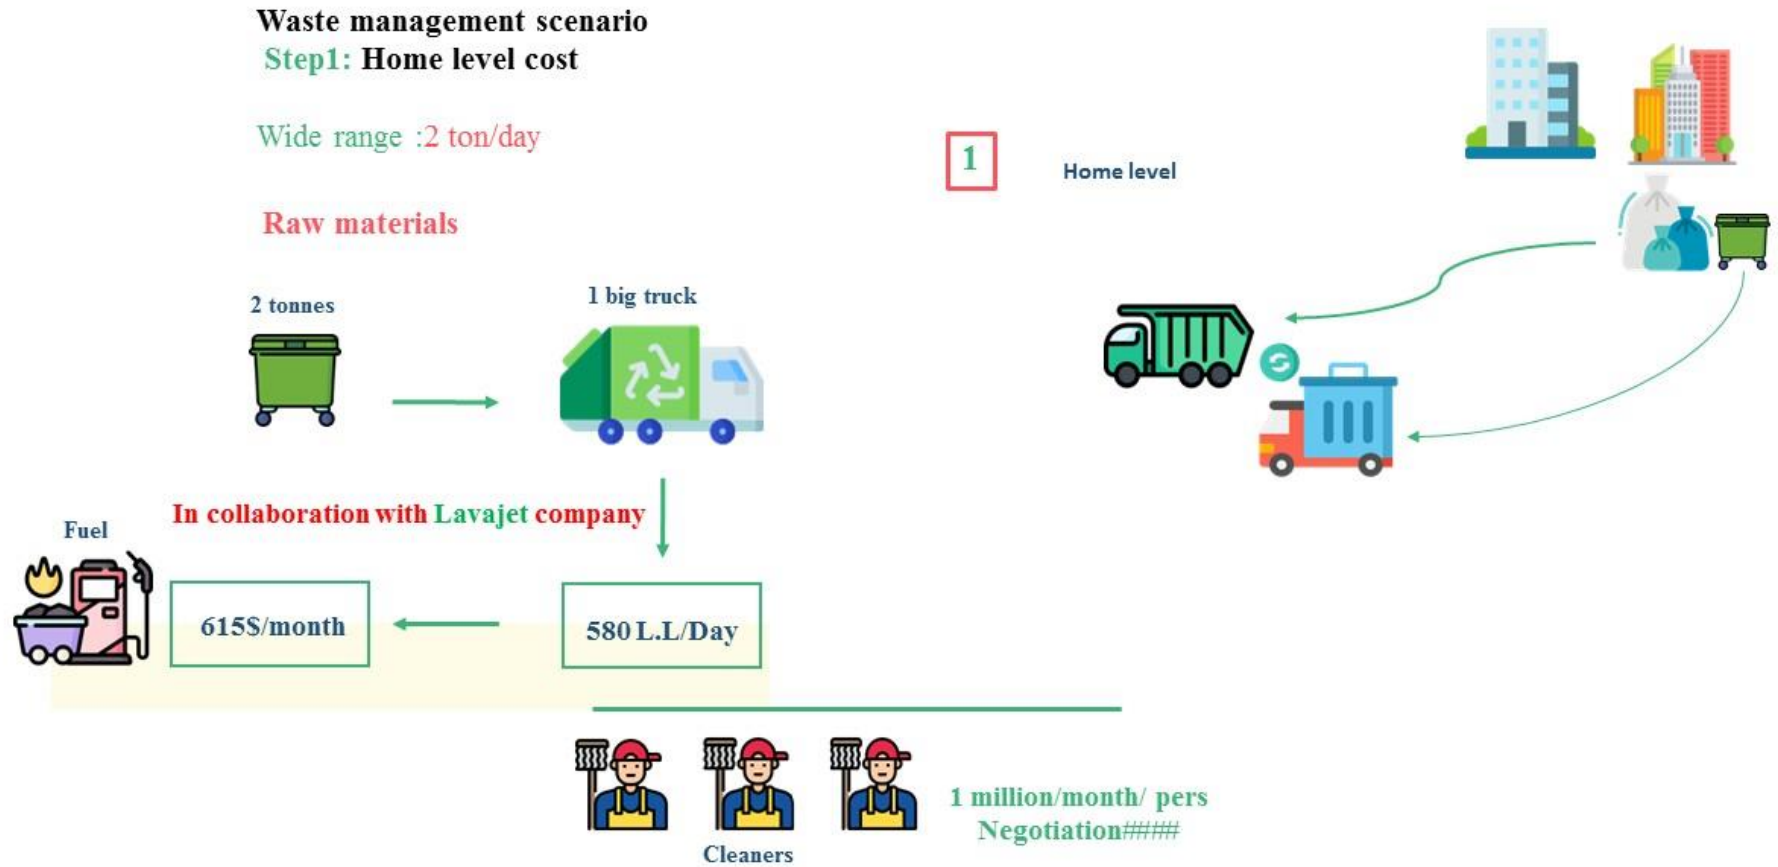 Waste management scenario
Step1: Home level cost
Wide range :2 ton/day
Raw materials
2 tonnes
1 big truck
In collaboration with Lavajet company
Fuel
615$/month
580 L.L/Day
1 million/month/ pers
Negotiation####
Cleaners
1
Home level